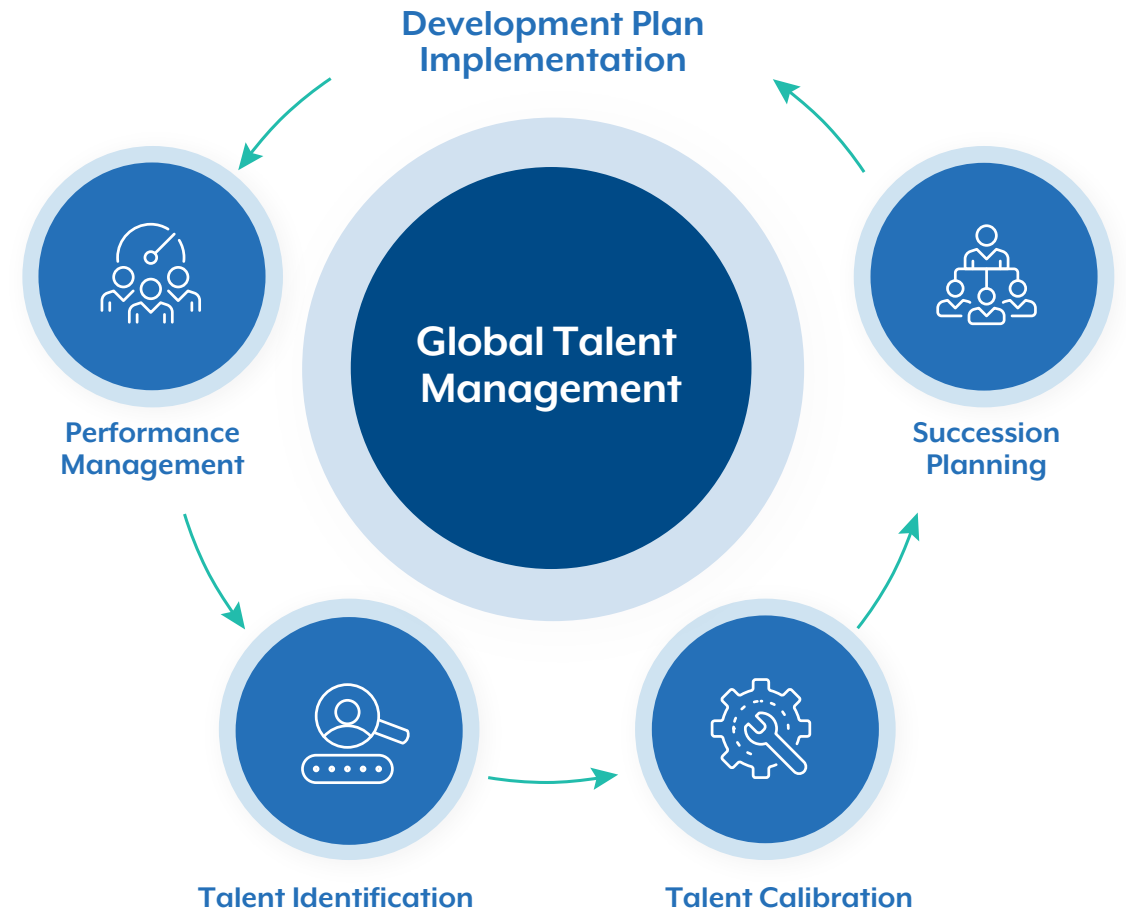 Development Plan
Implementation
Global Talent
Management
Performance
Management
Succession
Planning
Talent Identification
Talent Calibration